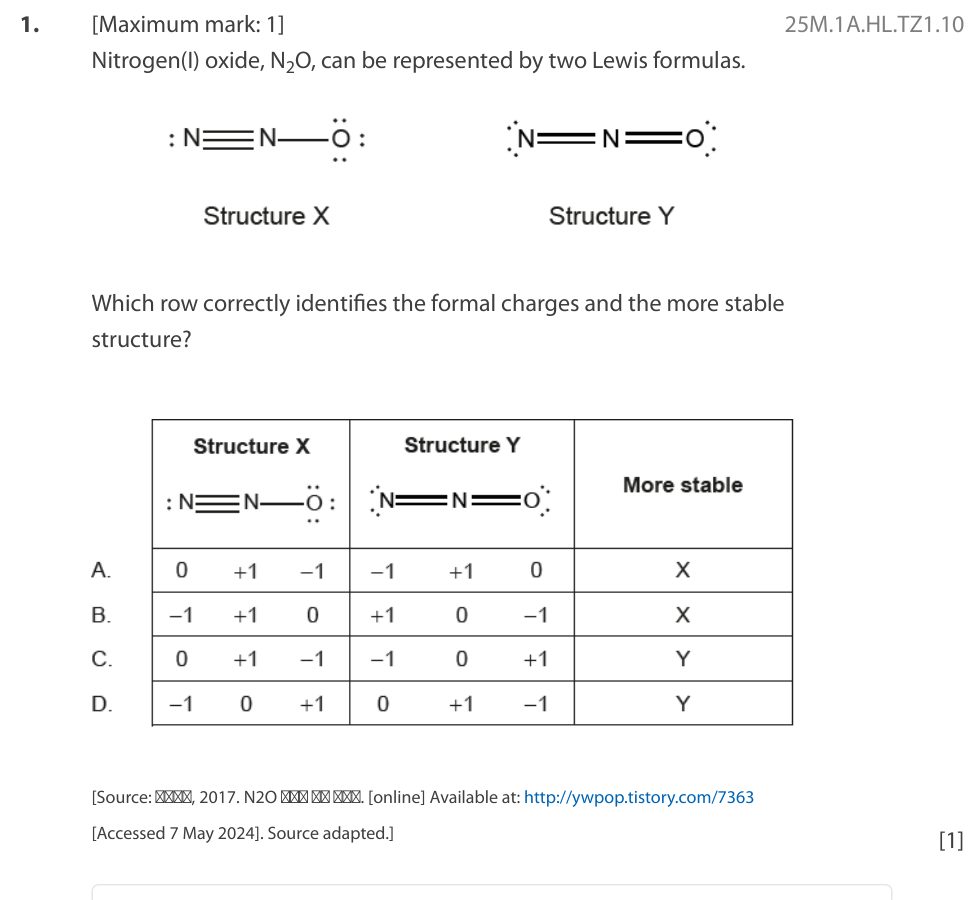 1. [Maximum mark: 1] 25M.1A.HL.TZ1.10
Nitrogen(I) oxide, N₂O, can be represented by two Lewis formulas.
:N≡N—Ö: N=N=O
Structure X Structure Y
Which row correctly identifies the formal charges and the more stable
structure?
Structure X Structure Y More stable
:N≡N—Ö: N=N=O
A. 0 +1 −1 −1 +1 0 X
B. −1 +1 0 +1 0 −1 X
C. 0 +1 −1 −1 0 +1 Y
D. −1 0 +1 0 +1 −1 Y
[Source: , 2017. N2O . [online] Available at: http://ywpop.tistory.com/7363
[Accessed 7 May 2024]. Source adapted.]
[1]